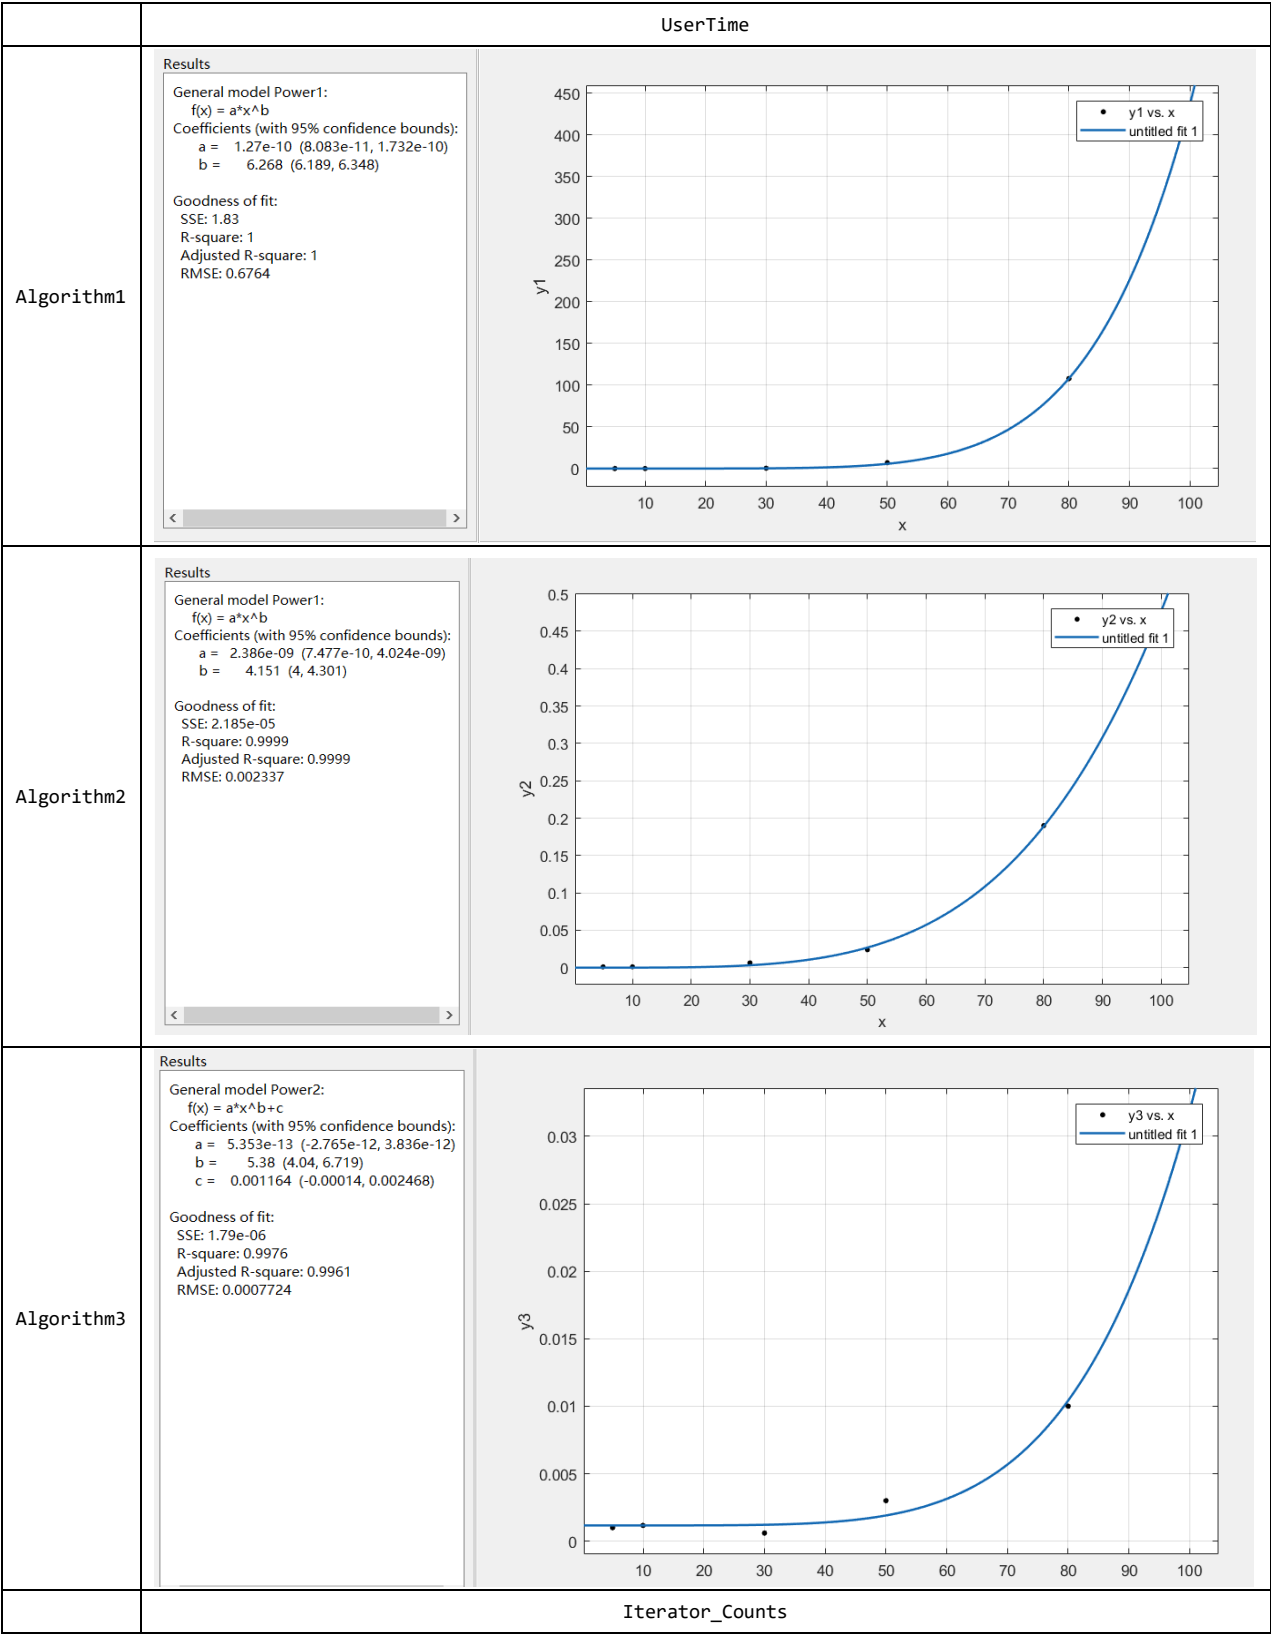 UserTime
Algorithm1
Results
General model Power1:
f(x) = a*x^b
Coefficients (with 95% confidence bounds):
a = 1.27e-10 (8.083e-11, 1.732e-10)
b = 6.268 (6.189, 6.348)
Goodness of fit:
SSE: 1.83
R-square: 1
Adjusted R-square: 1
RMSE: 0.6764
y1 vs. x
untitled fit 1
450
400
350
300
250
200
150
100
50
0
y1
10 20 30 40 50 60 70 80 90 100
x
Algorithm2
Results
General model Power1:
f(x) = a*x^b
Coefficients (with 95% confidence bounds):
a = 2.386e-09 (7.477e-10, 4.024e-09)
b = 4.151 (4, 4.301)
Goodness of fit:
SSE: 2.185e-05
R-square: 0.9999
Adjusted R-square: 0.9999
RMSE: 0.002337
y2 vs. x
untitled fit 1
0.5
0.45
0.4
0.35
0.3
0.25
0.2
0.15
0.1
0.05
0
y2
10 20 30 40 50 60 70 80 90 100
x
Algorithm3
Results
General model Power2:
f(x) = a*x^b+c
Coefficients (with 95% confidence bounds):
a = 5.353e-13 (-2.765e-12, 3.836e-12)
b = 5.38 (4.04, 6.719)
c = 0.001164 (-0.00014, 0.002468)
Goodness of fit:
SSE: 1.79e-06
R-square: 0.9976
Adjusted R-square: 0.9961
RMSE: 0.0007724
y3 vs. x
untitled fit 1
0.03
0.025
0.02
0.015
0.01
0.005
0
y3
10 20 30 40 50 60 70 80 90 100
Iterator_Counts